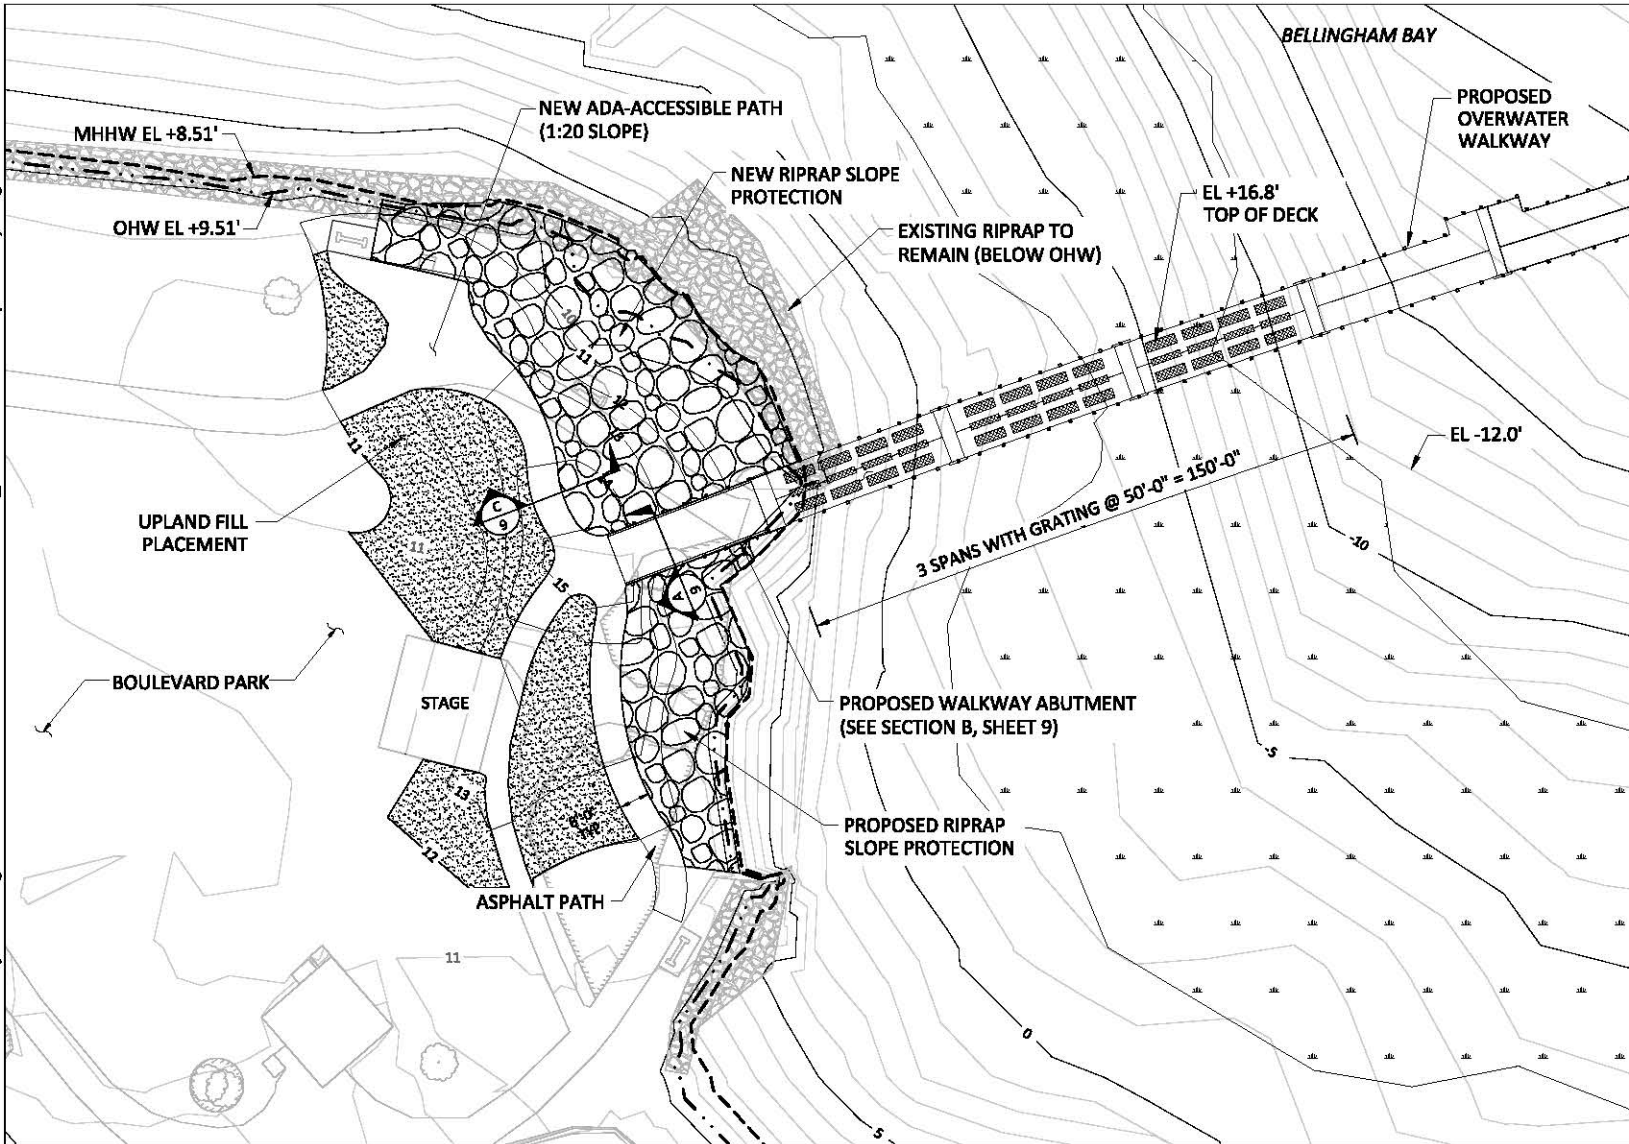 BELLINGHAM BAY
PROPOSED
OVERWATER
WALKWAY
NEW ADA-ACCESSIBLE PATH
(1:20 SLOPE)
MHHW EL +8.51'
NEW RIPRAP SLOPE
PROTECTION
EL +16.8'
TOP OF DECK
OHW EL +9.51'
EXISTING RIPRAP TO
REMAIN (BELOW OHW)
10
11
11
EL -12.0'
3 SPANS WITH GRATING @ 50'-0" = 150'-0"
C
9
UPLAND FILL
PLACEMENT
11
-10
15
A
9
BOULEVARD PARK
STAGE
PROPOSED WALKWAY ABUTMENT
(SEE SECTION B, SHEET 9)
-5
13
8'-0"
TYP
12
PROPOSED RIPRAP
SLOPE PROTECTION
ASPHALT PATH
11
0
5